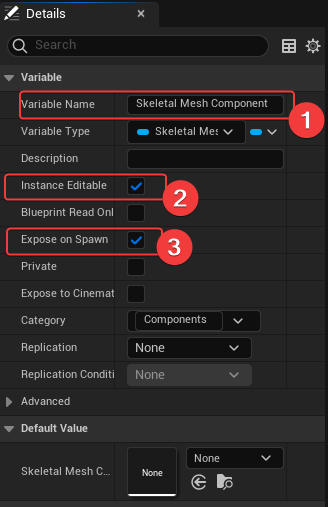 Details
Search
Variable
Variable Name Skeletal Mesh Component
1
Variable Type Skeletal Mes
Description
Instance Editable
2
Blueprint Read Onl
Expose on Spawn
3
Private
Expose to Cinemat
Category Components
Replication None
Replication Conditi None
Advanced
Default Value
None
Skeletal Mesh C... None